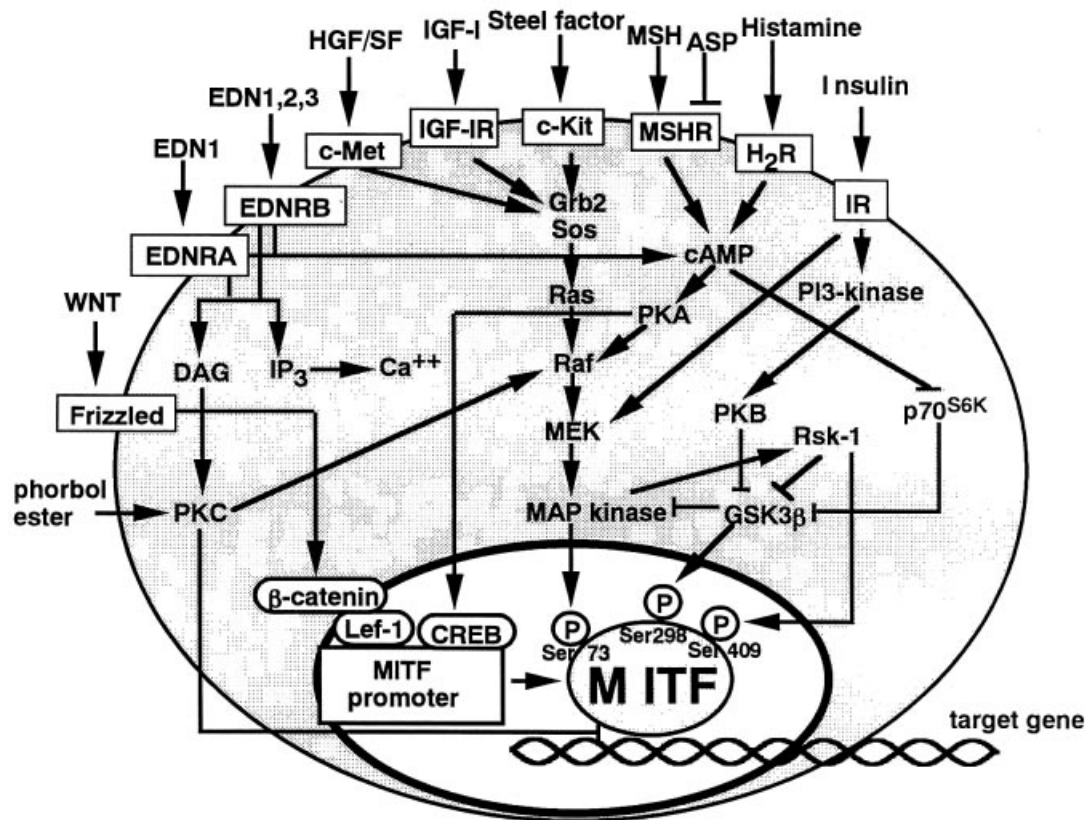 Steel factor
IGF-I
HGF/SF
MSH
ASP
Histamine
I nsulin
EDN1,2,3
EDN1
IGF-IR
c-Kit
MSHR
c-Met
H2R
EDNRB
IR
Grb2
Sos
EDNRA
cAMP
WNT
Ras
PI3-kinase
PKA
DAG
IP3
Ca++
Raf
Frizzled
PKB
p70S6K
MEK
Rsk-1
phorbol
ester
PKC
MAP kinase
GSK3β
β-catenin
Lef-1
CREB
P
P
P
Ser 73
Ser298
Ser 409
MITF
promoter
M ITF
target gene